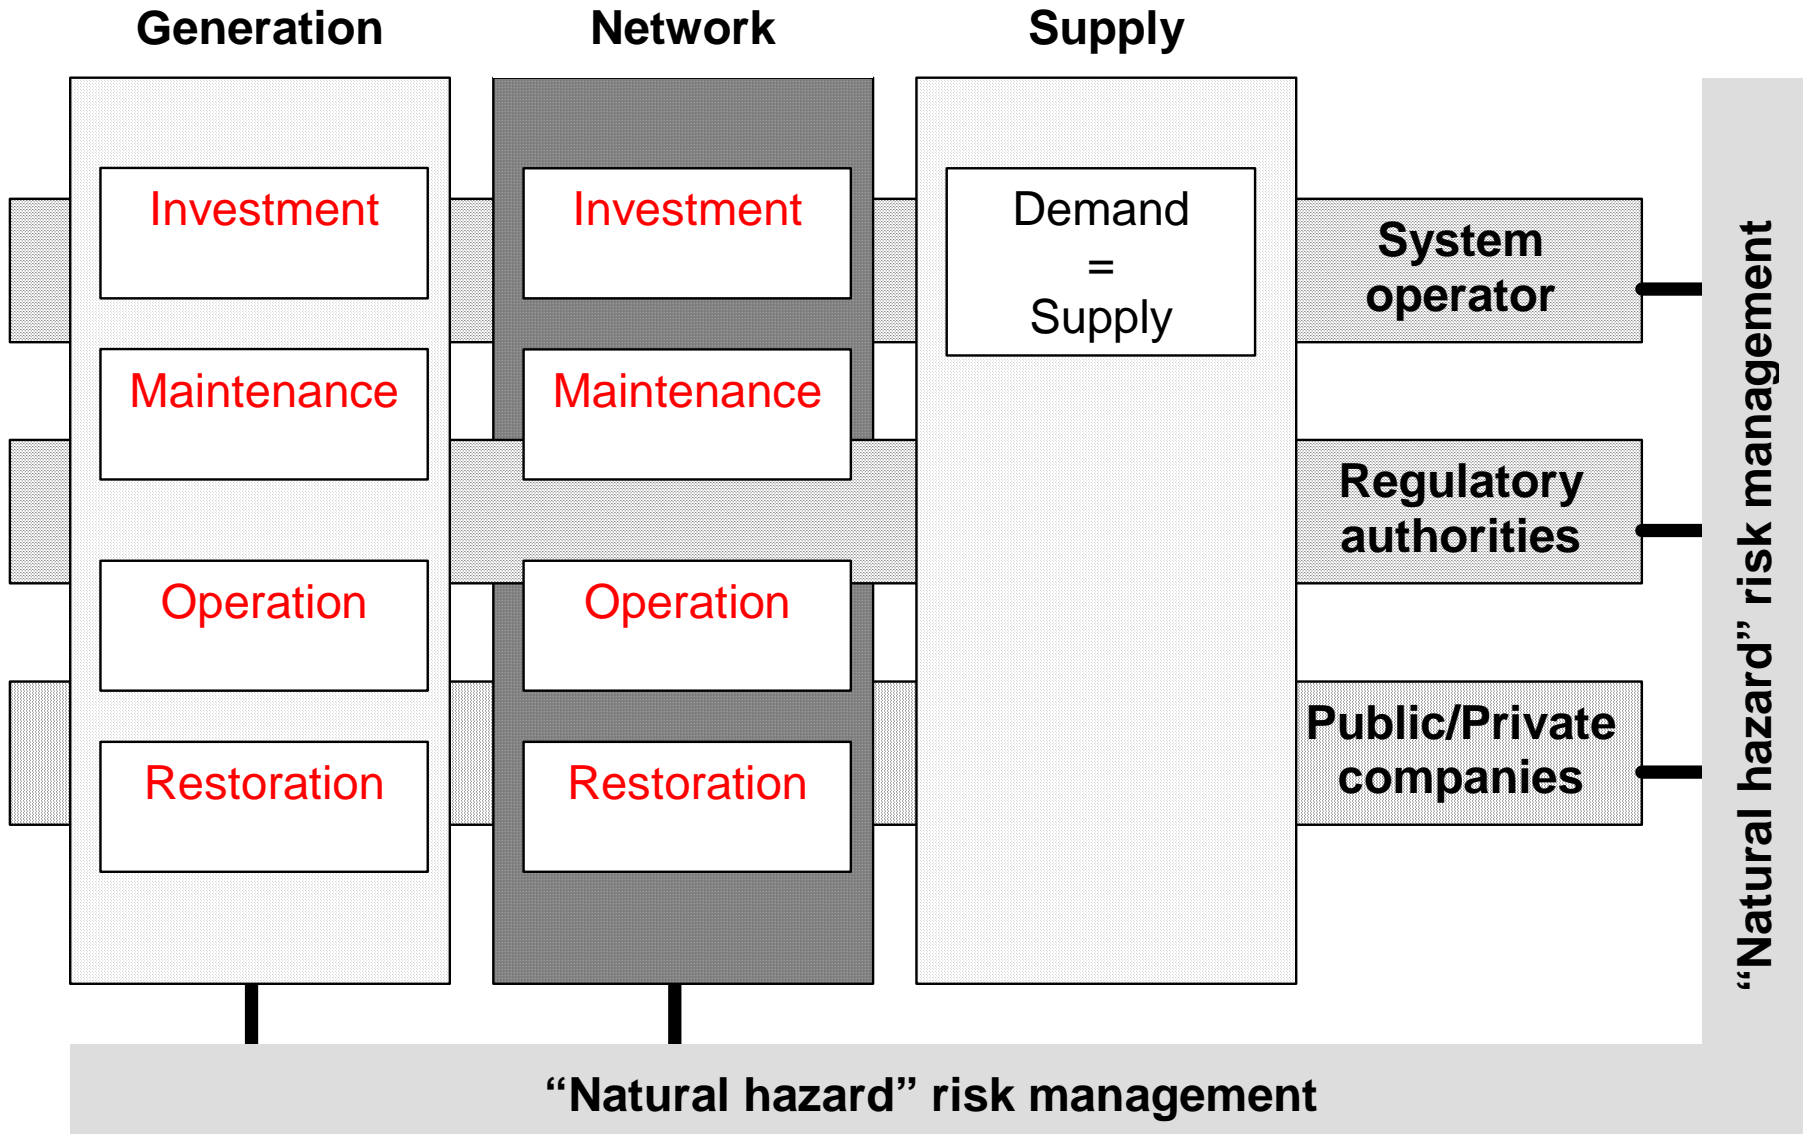 Generation
Network
Supply
Investment
Maintenance
Operation
Restoration
Investment
Maintenance
Operation
Restoration
Demand
=
Supply
System
operator
Regulatory
authorities
Public/Private
companies
“Natural hazard” risk management
“Natural hazard” risk management